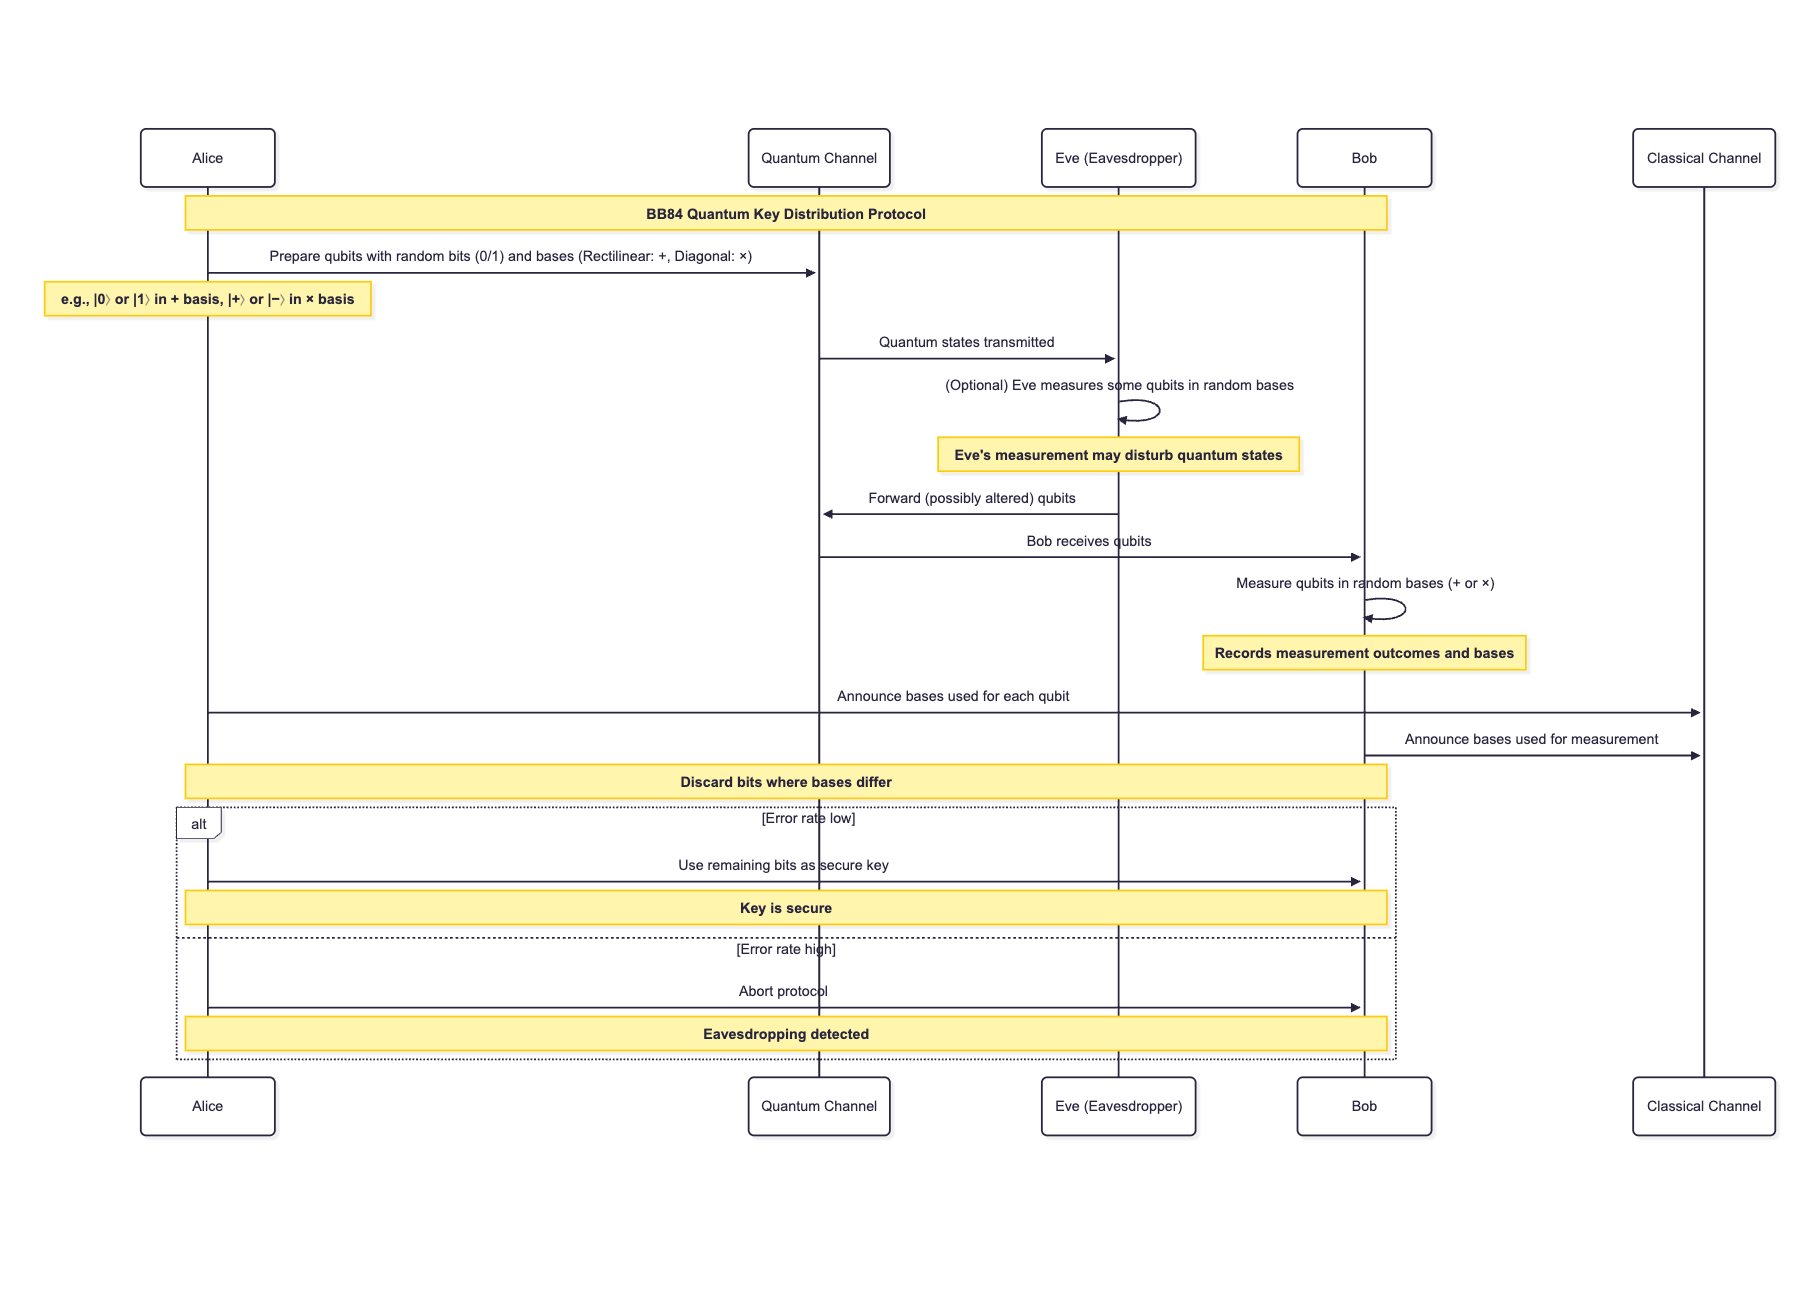 Alice
Quantum Channel
Eve (Eavesdropper)
Bob
Classical Channel
BB84 Quantum Key Distribution Protocol
Prepare qubits with random bits (0/1) and bases (Rectilinear: +, Diagonal: ×)
e.g., |0⟩ or |1⟩ in + basis, |+⟩ or |−⟩ in × basis
Quantum states transmitted
(Optional) Eve measures some qubits in random bases
Eve's measurement may disturb quantum states
Forward (possibly altered) qubits
Bob receives qubits
Measure qubits in random bases (+ or ×)
Records measurement outcomes and bases
Announce bases used for each qubit
Announce bases used for measurement
Discard bits where bases differ
alt
[Error rate low]
Use remaining bits as secure key
Key is secure
[Error rate high]
Abort protocol
Eavesdropping detected
Alice
Quantum Channel
Eve (Eavesdropper)
Bob
Classical Channel